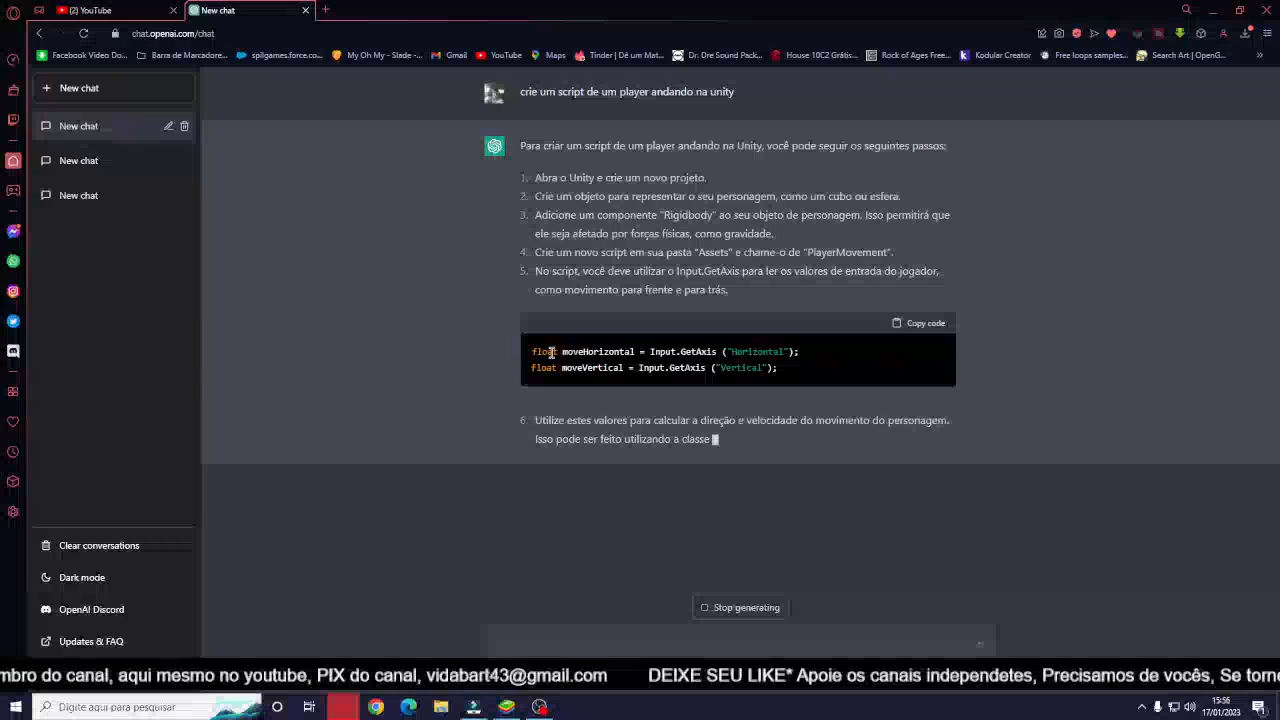 (2) YouTube
New chat
chat.openai.com/chat
Facebook Video Do...
Barra de Marcadore...
spilgames.force.co...
My Oh My - Slade -...
Gmail
YouTube
Maps
Tinder | Dê um Mat...
Dr. Dre Sound Pack...
House 10C2 Grátis...
Rock of Ages Free...
Kodular Creator
Free loops samples...
Search Art | OpenG...
New chat
New chat
New chat
New chat
Clear conversations
Dark mode
OpenAI Discord
Updates & FAQ
crie um script de um player andando na unity
Para criar um script de um player andando na Unity, você pode seguir os seguintes passos:
1. Abra o Unity e crie um novo projeto.
2. Crie um objeto para representar o seu personagem, como um cubo ou esfera.
3. Adicione um componente "Rigidbody" ao seu objeto de personagem. Isso permitirá que
ele seja afetado por forças físicas, como gravidade.
4. Crie um novo script em sua pasta "Assets" e chame-o de "PlayerMovement".
5. No script, você deve utilizar o Input.GetAxis para ler os valores de entrada do jogador,
como movimento para frente e para trás.
Copy code
float moveHorizontal = Input.GetAxis ("Horizontal");
float moveVertical = Input.GetAxis ("Vertical");
6. Utilize estes valores para calcular a direção e velocidade do movimento do personagem.
Isso pode ser feito utilizando a classe
Stop generating
mbro do canal, aqui mesmo no youtube, PIX do canal, vidabart43@gmail.com DEIXE SEU LIKE* Apoie os canais independetes, Precisamos de vocês, Se torne
Digite aqui para pesquisar
15:56
17/01/2023